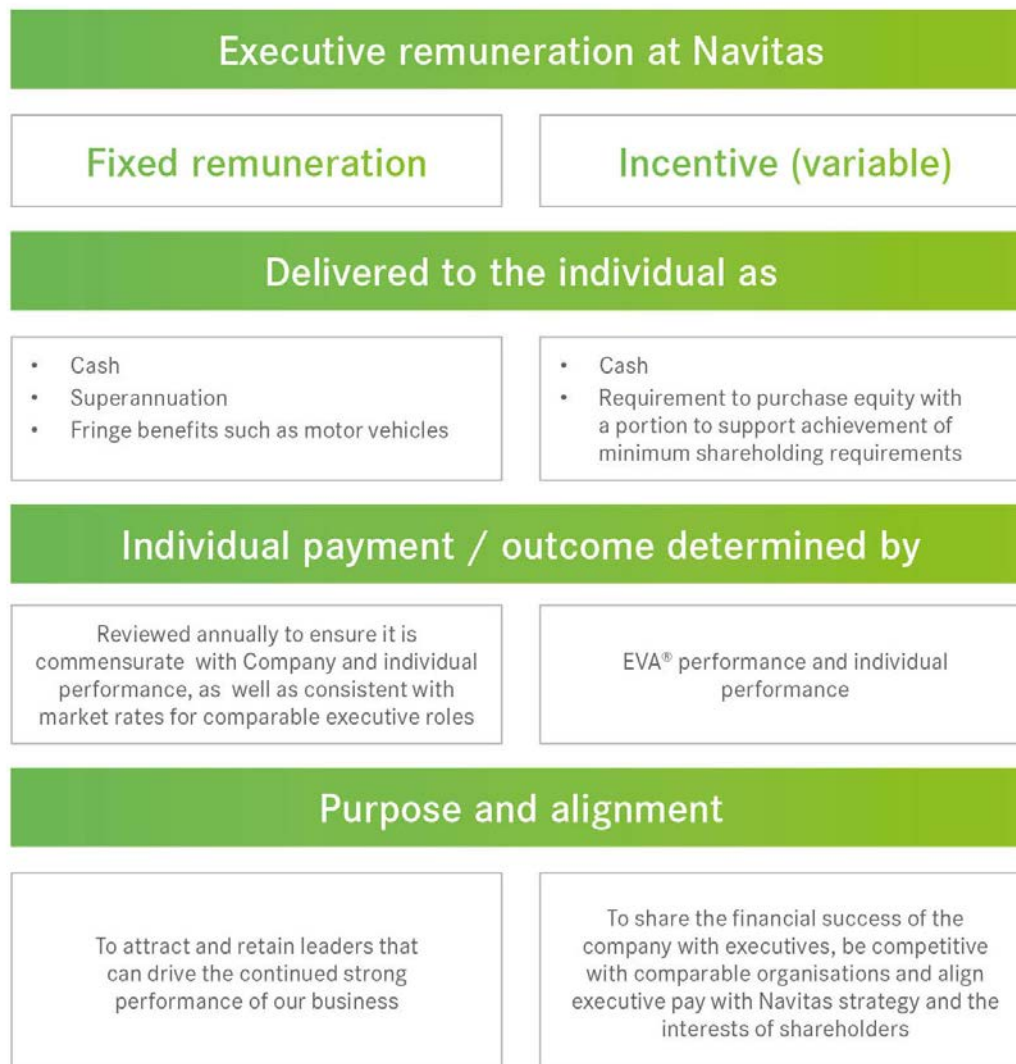 Executive remuneration at Navitas
Fixed remuneration
Incentive (variable)
Delivered to the individual as
• Cash
• Superannuation
• Fringe benefits such as motor vehicles
• Cash
• Requirement to purchase equity with
a portion to support achievement of
minimum shareholding requirements
Individual payment / outcome determined by
Reviewed annually to ensure it is
commensurate with Company and individual
performance, as well as consistent with
market rates for comparable executive roles
EVA® performance and individual
performance
Purpose and alignment
To attract and retain leaders that
can drive the continued strong
performance of our business
To share the financial success of the
company with executives, be competitive
with comparable organisations and align
executive pay with Navitas strategy and the
interests of shareholders